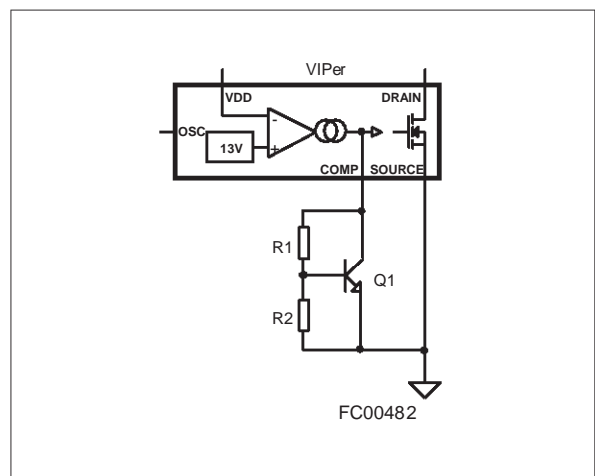 VIPer
VDD
DRAIN
OSC
-
13V
+
COMP SOURCE
R1
Q1
R2
FC00482